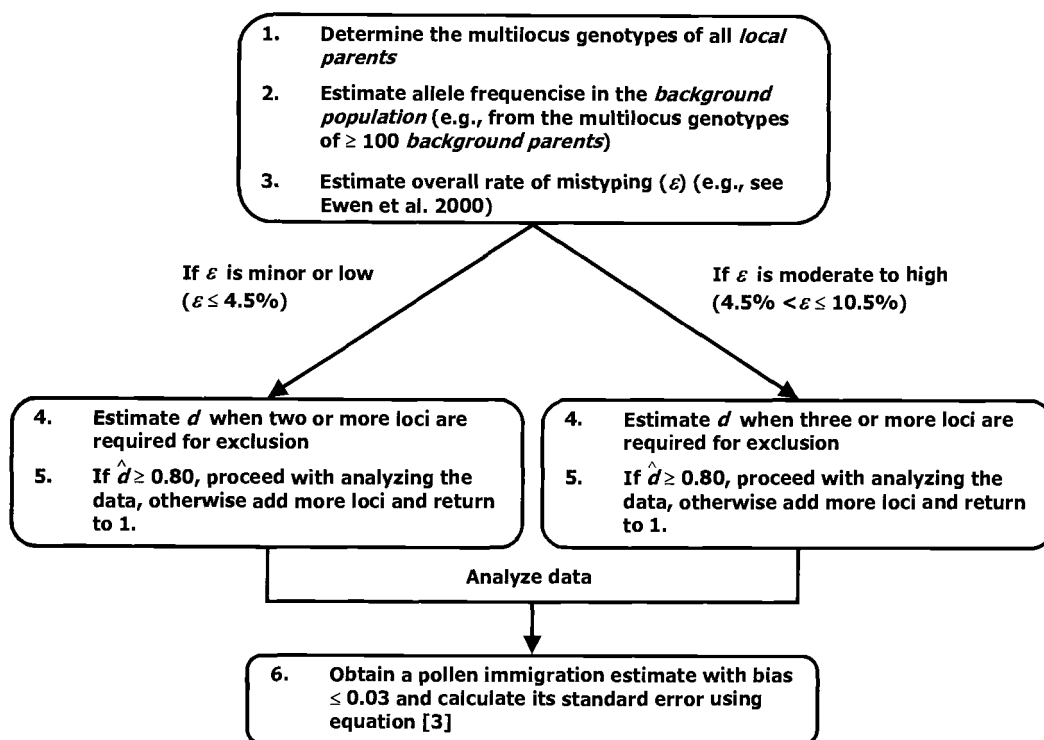 1. Determine the multilocus genotypes of all local
parents
2. Estimate allele frequencise in the background
population (e.g., from the multilocus genotypes
of ≥ 100 background parents)
3. Estimate overall rate of mistyping (ε) (e.g., see
Ewen et al. 2000)
If ε is minor or low
(ε ≤ 4.5%)
If ε is moderate to high
(4.5% <ε ≤ 10.5%)
4. Estimate d when two or more loci are
required for exclusion
5. If d̂ ≥ 0.80, proceed with analyzing the
data, otherwise add more loci and return
to 1.
4. Estimate d when three or more loci are
required for exclusion
5. If d̂ ≥ 0.80, proceed with analyzing the
data, otherwise add more loci and return
to 1.
Analyze data
6. Obtain a pollen immigration estimate with bias
≤ 0.03 and calculate its standard error using
equation [3]